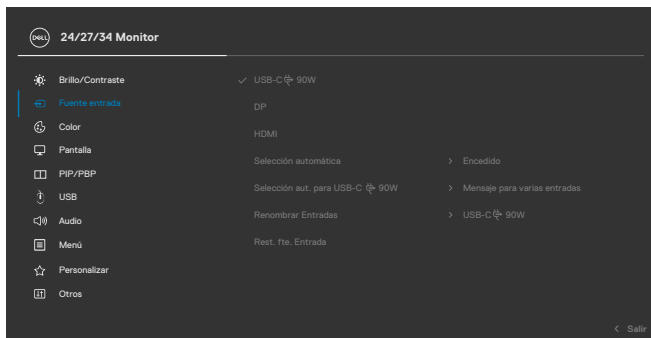 DELL 24/27/34 Monitor
Brillo/Contraste
USB-C 90W
Fuente entrada
DP
Color
HDMI
Pantalla
Selección automática > Encedido
PIP/PBP
Selección aut. para USB-C 90W > Mensaje para varias entradas
USB
Renombrar Entradas > USB-C 90W
Audio
Menú
Rest. fte. Entrada
Personalizar
Otros
< Salir